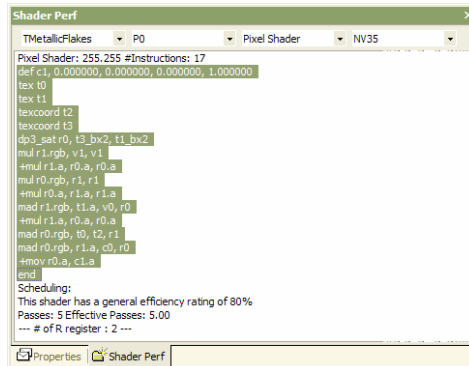 Shader Perf
TMetallicFlakes P0 Pixel Shader NV35
Pixel Shader: 255.255 #Instructions: 17
def c1, 0.000000, 0.000000, 0.000000, 1.000000
tex t0
tex t1
texcoord t2
texcoord t3
dp3_sat r0, t3_bx2, t1_bx2
mul r1.rgb, v1, v1
+mul r1.a, r0.a, r0.a
mul r0.rgb, r1, r1
+mul r0.a, r1.a, r1.a
mad r1.rgb, t1.a, v0, r0
+mul r1.a, r0.a, r0.a
mad r0.rgb, t0, t2, r1
mad r0.rgb, r1.a, c0, r0
+mov r0.a, c1.a
end
Scheduling:
This shader has a general efficiency rating of 80%
Passes: 5 Effective Passes: 5.00
--- # of R register : 2 ---
Properties Shader Perf